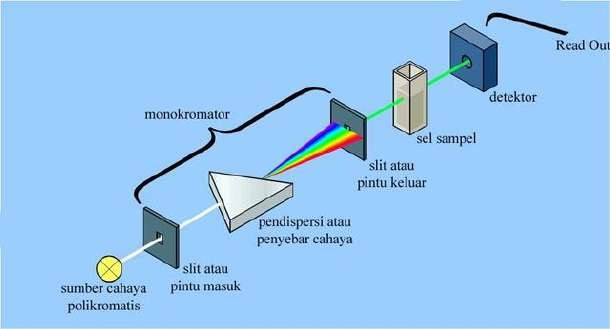 Read Out
detektor
monokromator
sel sampel
slit atau
pintu keluar
pendispersi atau
penyebar cahaya
slit atau
pintu masuk
sumber cahaya
polikromatis